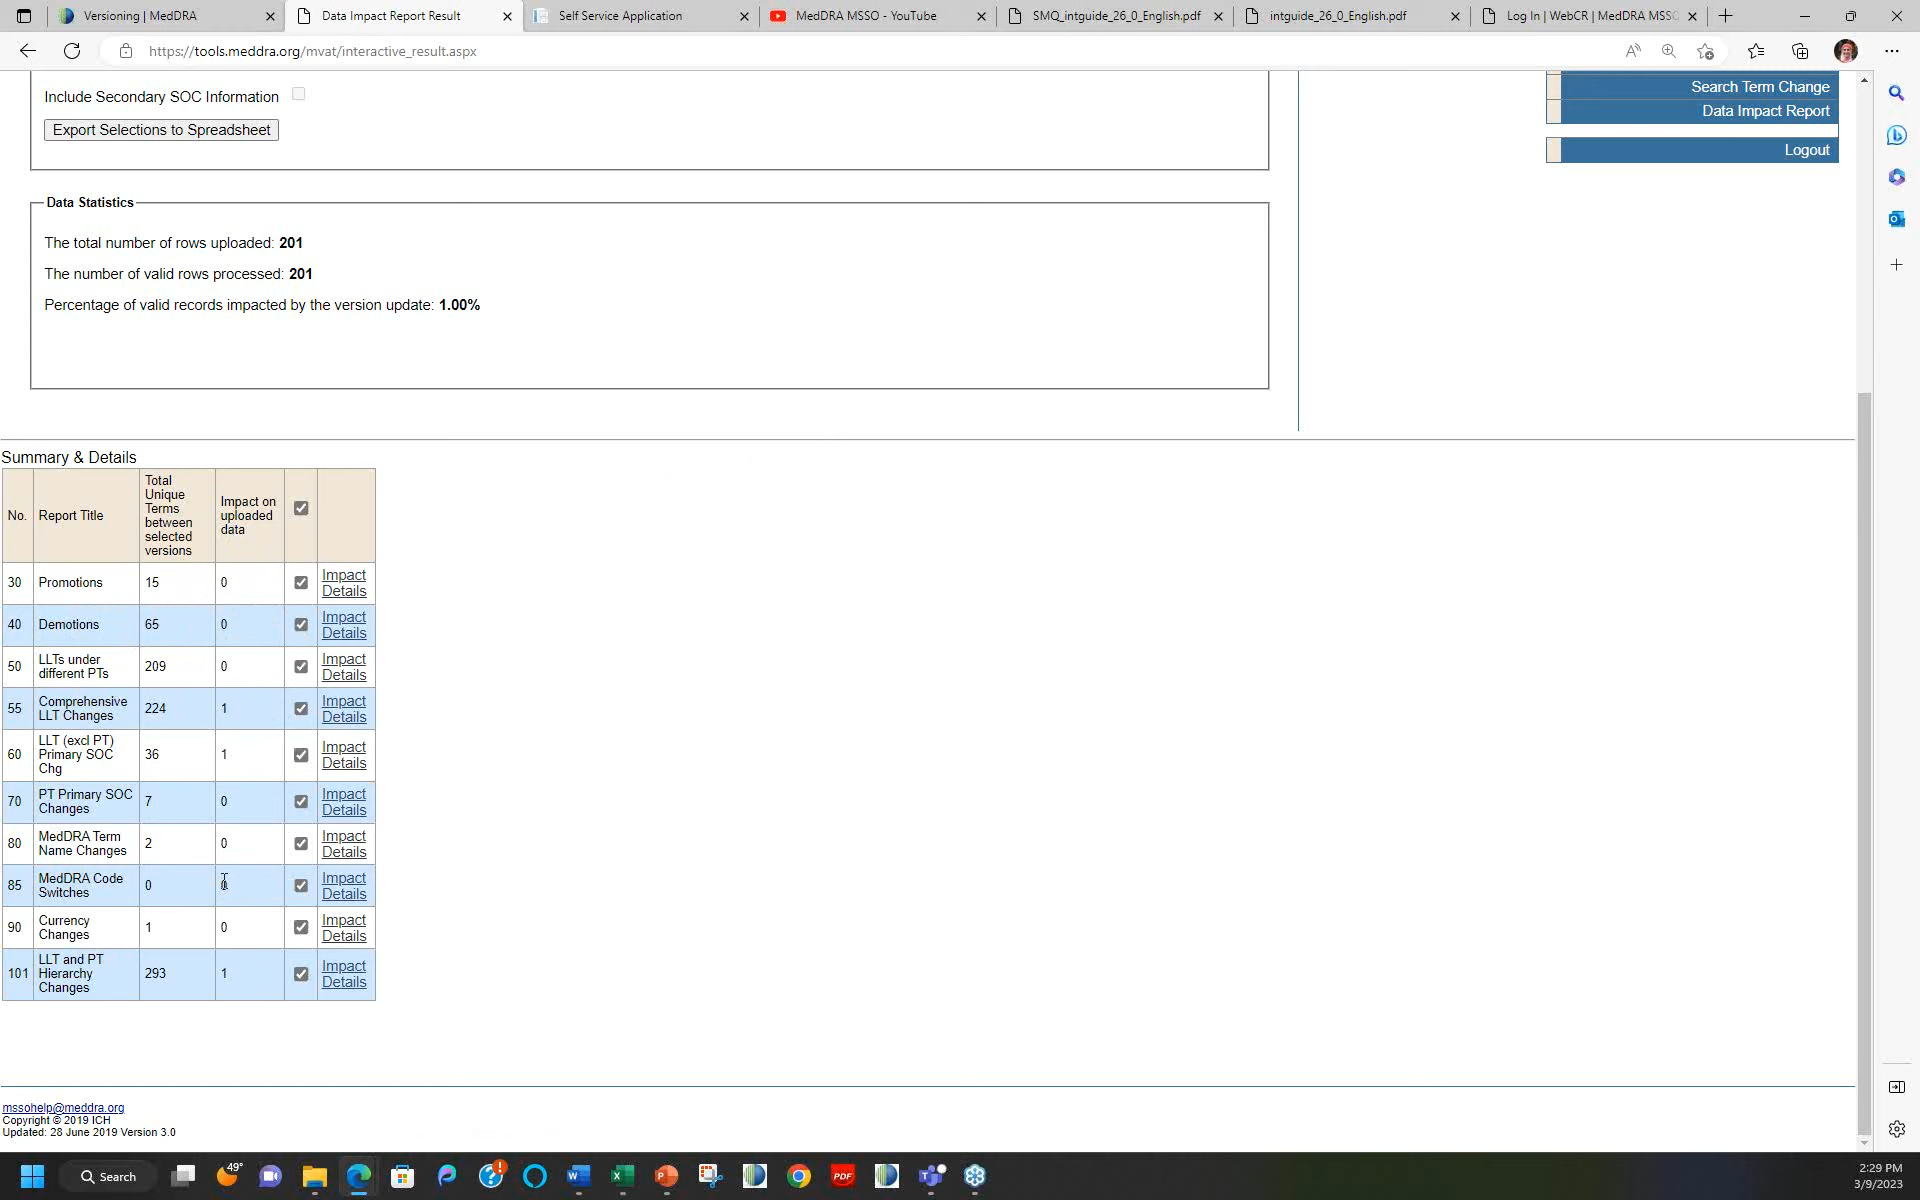 Versioning | MedDRA
Data Impact Report Result
Self Service Application
MedDRA MSSO - YouTube
SMQ_intguide_26_0_English.pdf
intguide_26_0_English.pdf
Log In | WebCR | MedDRA MSSO
https://tools.meddra.org/mvat/interactive_result.aspx
Include Secondary SOC Information
Export Selections to Spreadsheet
Search Term Change
Data Impact Report
Logout
Data Statistics
The total number of rows uploaded: 201
The number of valid rows processed: 201
Percentage of valid records impacted by the version update: 1.00%
Summary & Details
No.
Report Title
Total
Unique
Terms
between
selected
versions
Impact on
uploaded
data
30 Promotions 15 0 Impact
Details
40 Demotions 65 0 Impact
Details
50 LLTs under
different PTs 209 0 Impact
Details
55 Comprehensive
LLT Changes 224 1 Impact
Details
60 LLT (excl PT)
Primary SOC
Chg 36 1 Impact
Details
70 PT Primary SOC
Changes 7 0 Impact
Details
80 MedDRA Term
Name Changes 2 0 Impact
Details
85 MedDRA Code
Switches 0 0 Impact
Details
90 Currency
Changes 1 0 Impact
Details
101 LLT and PT
Hierarchy
Changes 293 1 Impact
Details
mssohelp@meddra.org
Copyright © 2019 ICH
Updated: 28 June 2019 Version 3.0
Search
49°
PDF
2:29 PM
3/9/2023